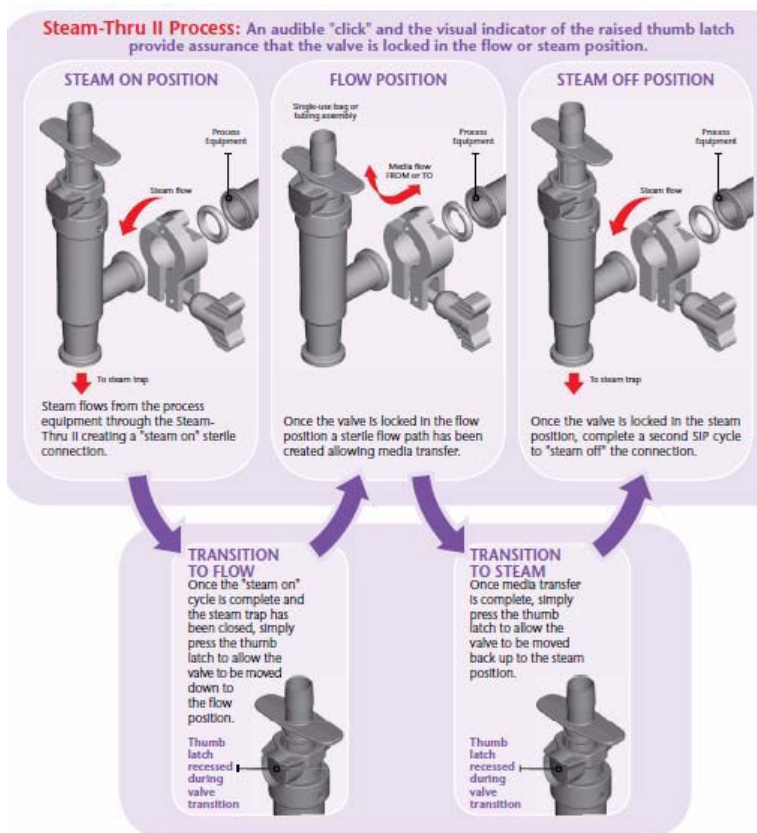 Steam-Thru II Process: An audible "click" and the visual indicator of the raised thumb latch
provide assurance that the valve is locked in the flow or steam position.
STEAM ON POSITION
Process
Equipment
Steam flow
To steam trap
Steam flows from the process
equipment through the Steam-
Thru II creating a "steam on" sterile
connection.
FLOW POSITION
Single-use bag or
tubing assembly
Process
Equipment
Media flow
FROM or TO
Once the valve is locked in the flow
position a sterile flow path has been
created allowing media transfer.
STEAM OFF POSITION
Process
Equipment
Steam flow
To steam trap
Once the valve is locked in the steam
position, complete a second SIP cycle
to "steam off" the connection.
TRANSITION
TO FLOW
Once the "steam on"
cycle is complete and
the steam trap has
been closed, simply
press the thumb
latch to allow the
valve to be moved
down to
the flow
position.
Thumb
latch
recessed
during
valve
transition
TRANSITION
TO STEAM
Once media transfer
is complete, simply
press the thumb
latch to allow the
valve to be moved
back up to the steam
position.
Thumb
latch
recessed
during
valve
transition